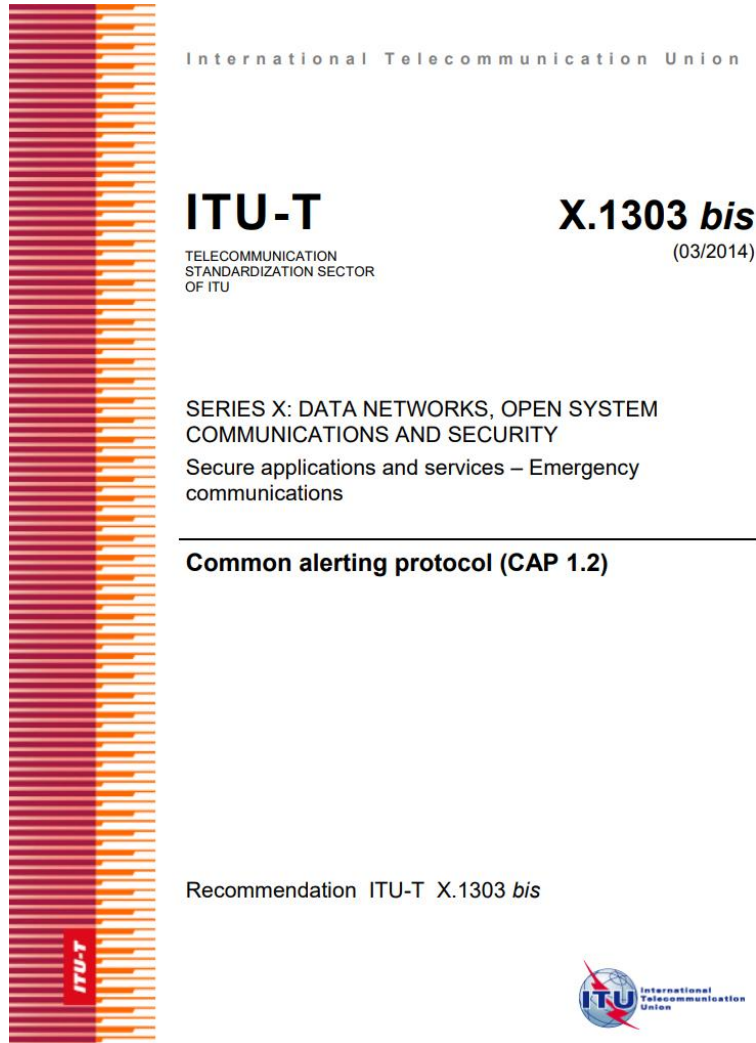 International Telecommunication Union
ITU-T
X.1303 bis
(03/2014)
TELECOMMUNICATION
STANDARDIZATION SECTOR
OF ITU
SERIES X: DATA NETWORKS, OPEN SYSTEM
COMMUNICATIONS AND SECURITY
Secure applications and services – Emergency
communications
Common alerting protocol (CAP 1.2)
Recommendation ITU-T X.1303 bis
ITU-T
ITU
International
Telecommunication
Union